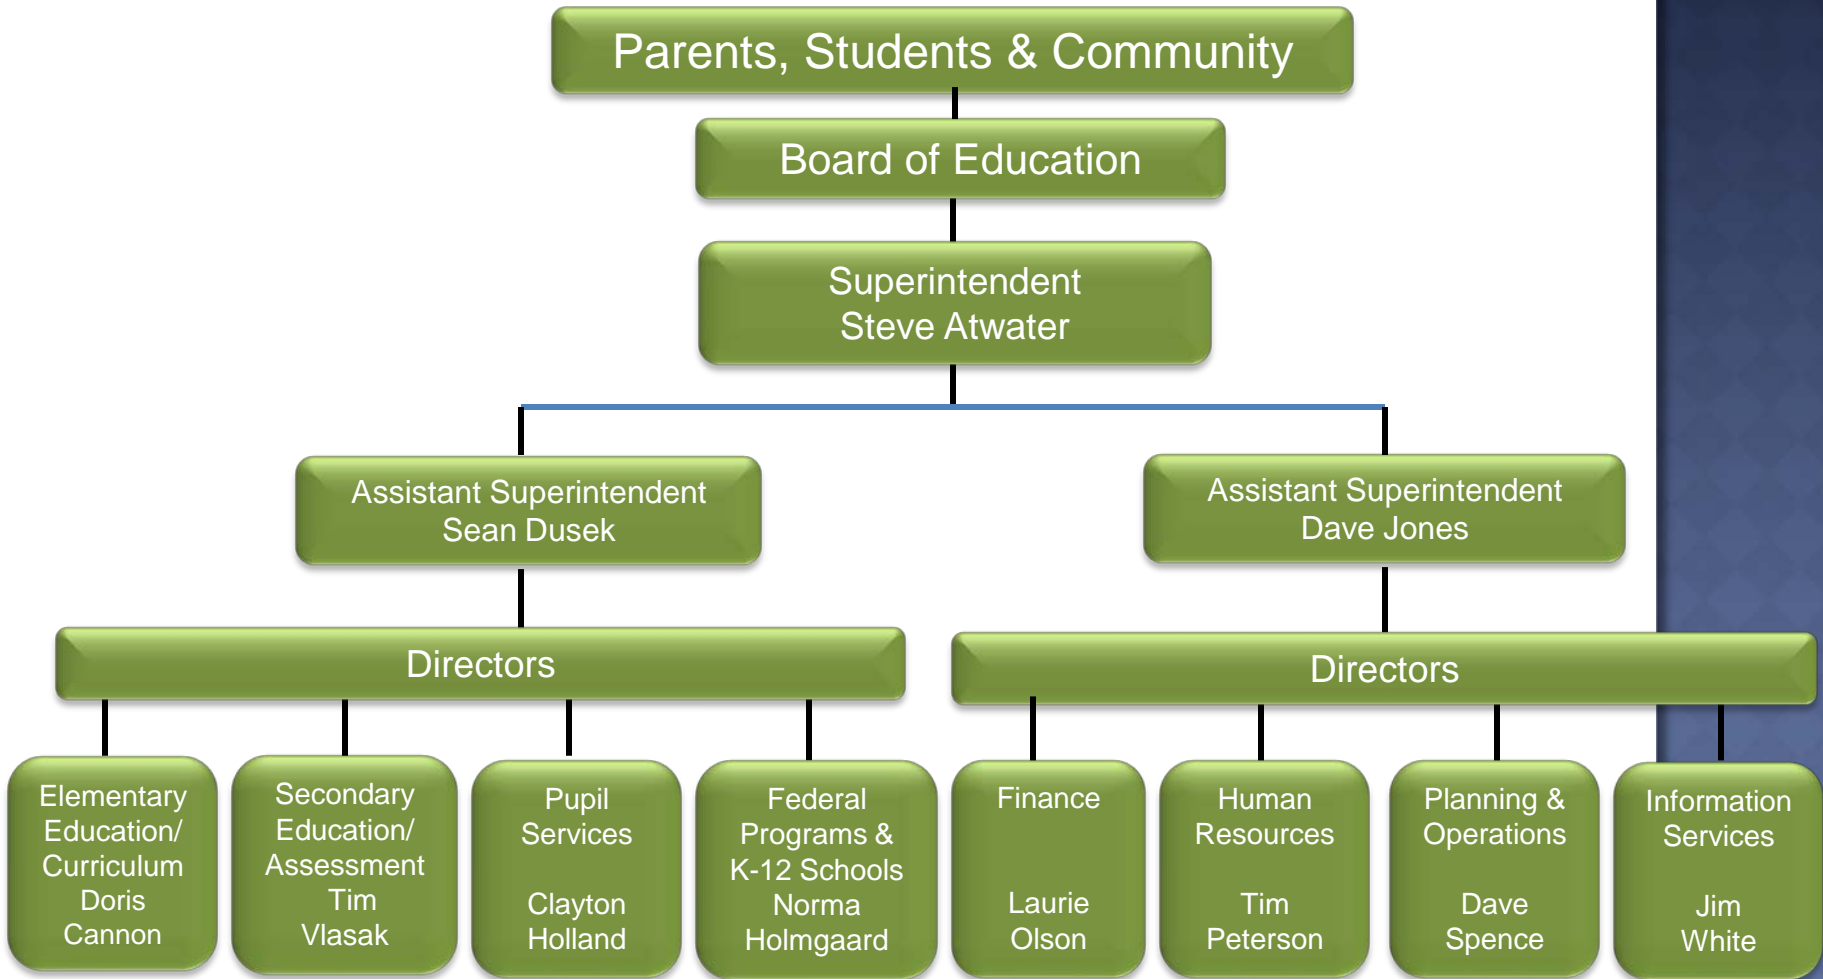 Parents, Students & Community
Board of Education
Superintendent
Steve Atwater
Assistant Superintendent
Sean Dusek
Assistant Superintendent
Dave Jones
Directors
Directors
Elementary
Education/
Curriculum
Doris
Cannon
Secondary
Education/
Assessment
Tim
Vlasak
Pupil
Services
Clayton
Holland
Federal
Programs &
K-12 Schools
Norma
Holmgaard
Finance
Laurie
Olson
Human
Resources
Tim
Peterson
Planning &
Operations
Dave
Spence
Information
Services
Jim
White